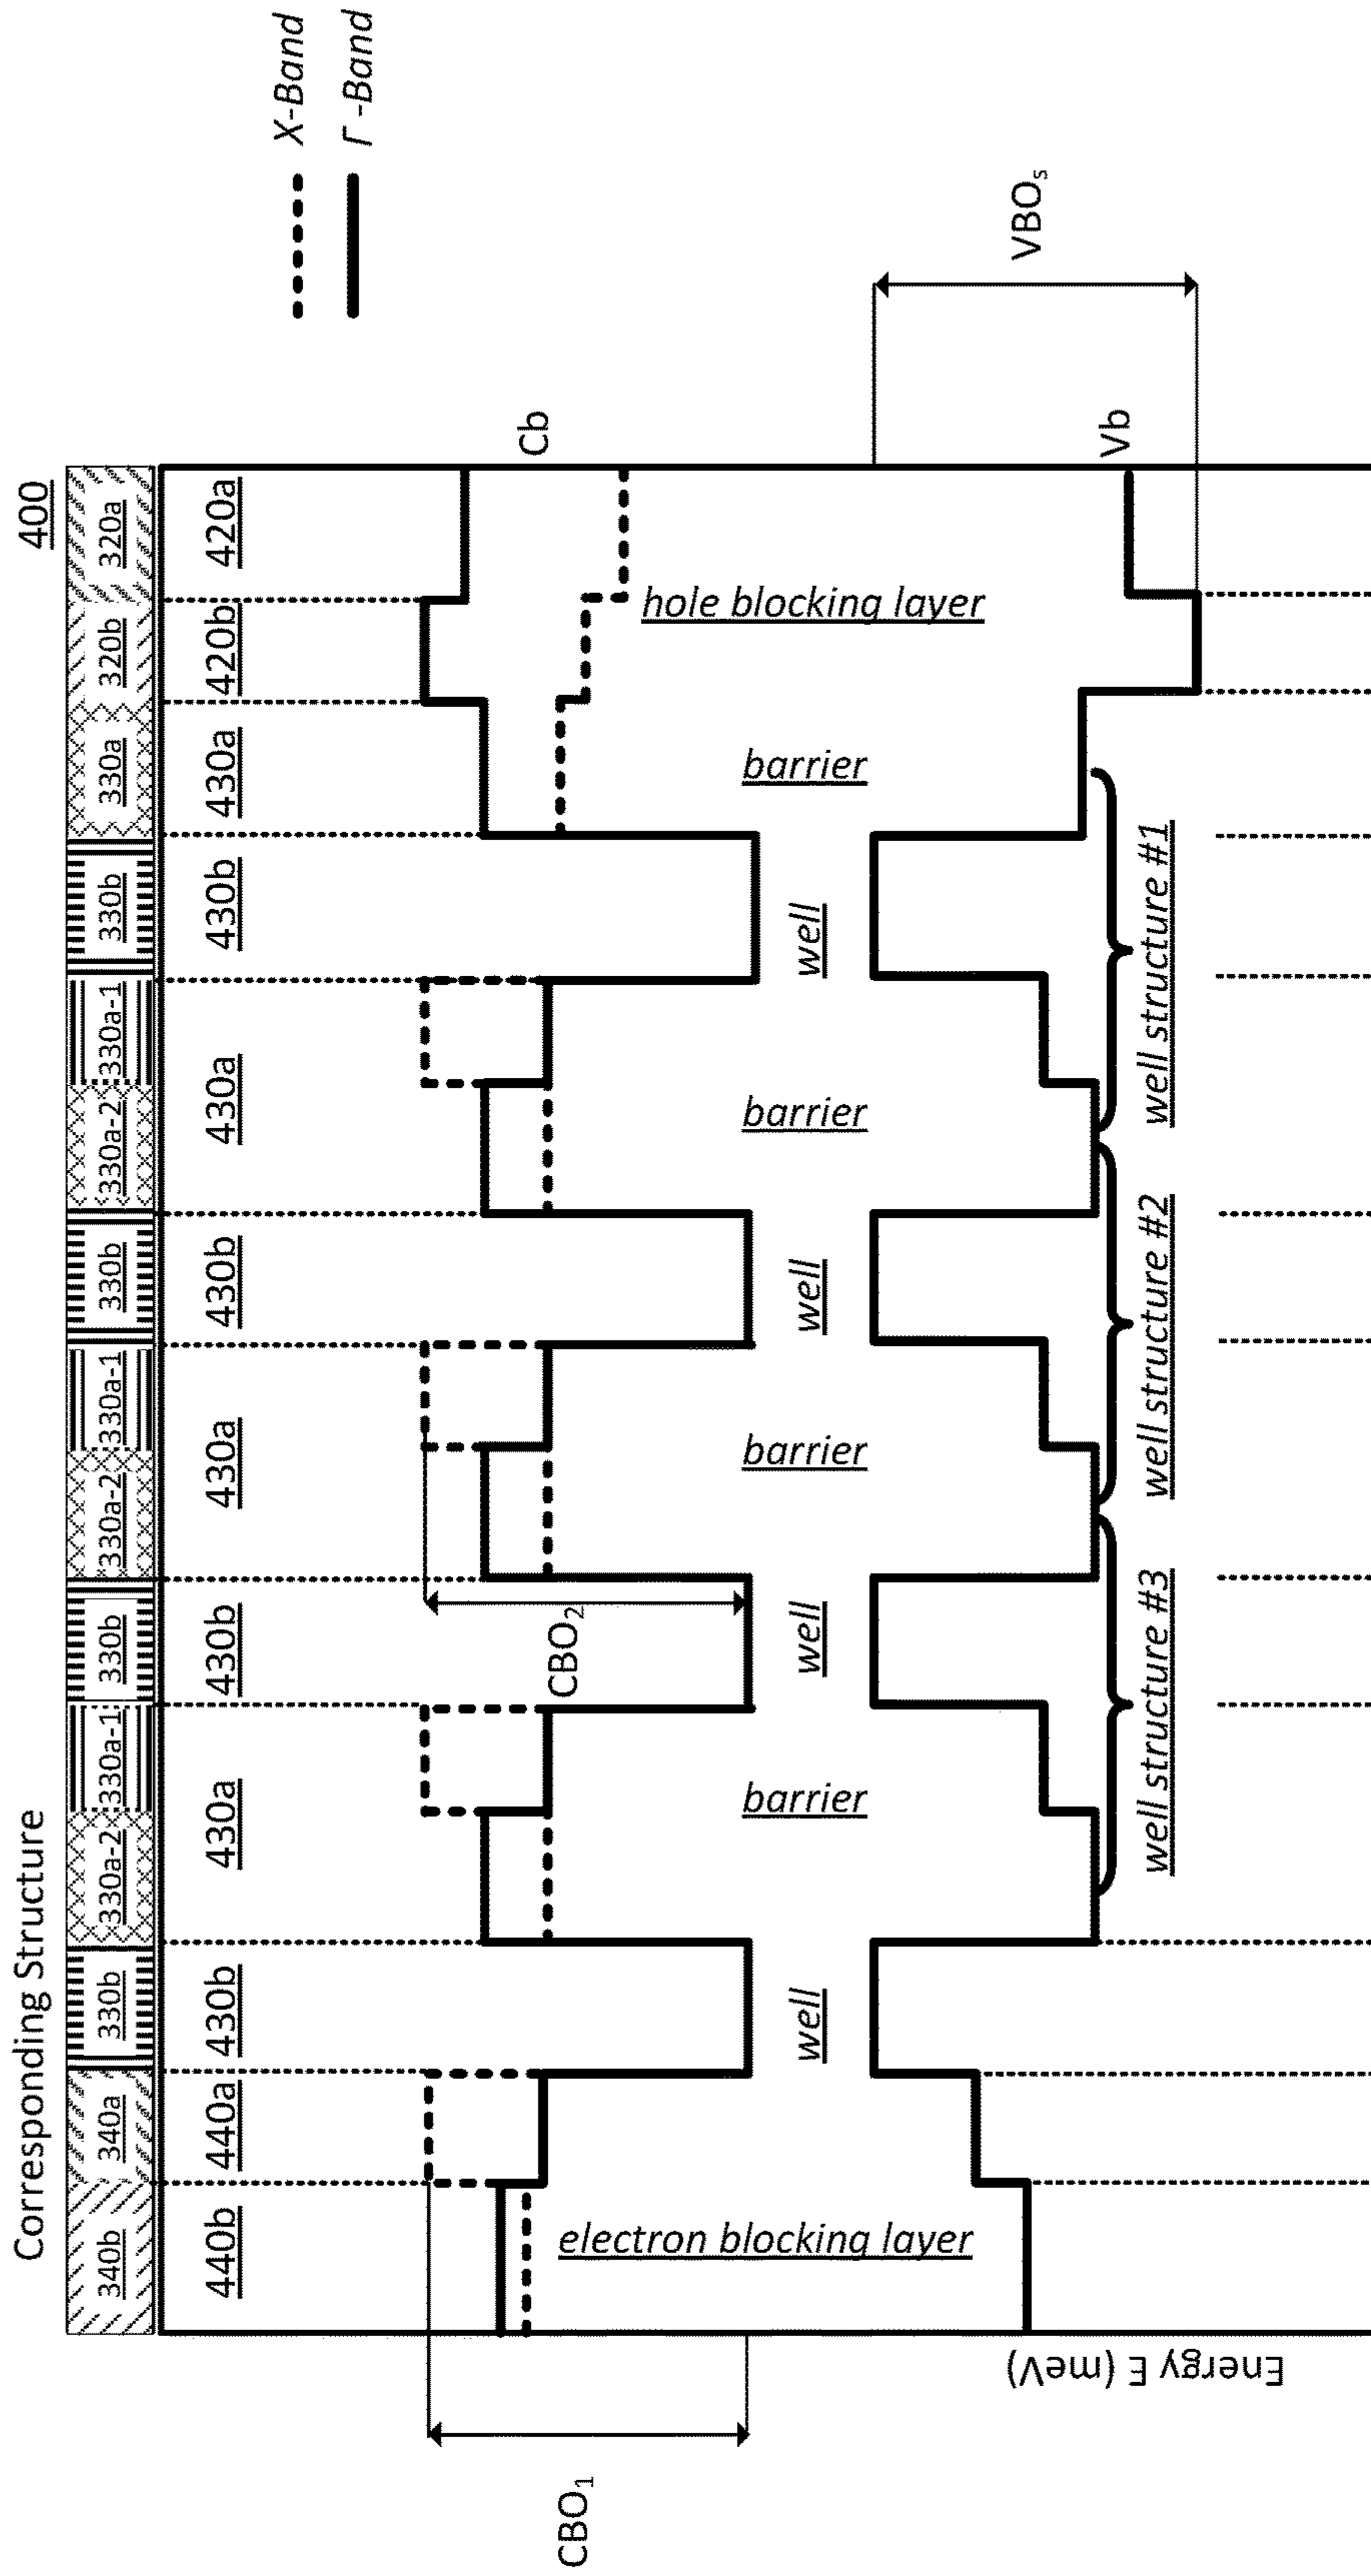 400
Corresponding Structure
340b 340a 330b 330a-2 330a-1 330b 330a-2 330a-1 330b 330a-2 330a-1 330b 330a 320b 320a
440b 440a 430b 430a 430b 430a 430b 430a 430b 430a 420b 420a
X-Band
Γ -Band
CBO1
CBO2
Cb
electron blocking layer
hole blocking layer
well barrier well barrier well barrier well barrier
VBOs
Vb
Energy E (meV)
well structure #3 well structure #2 well structure #1